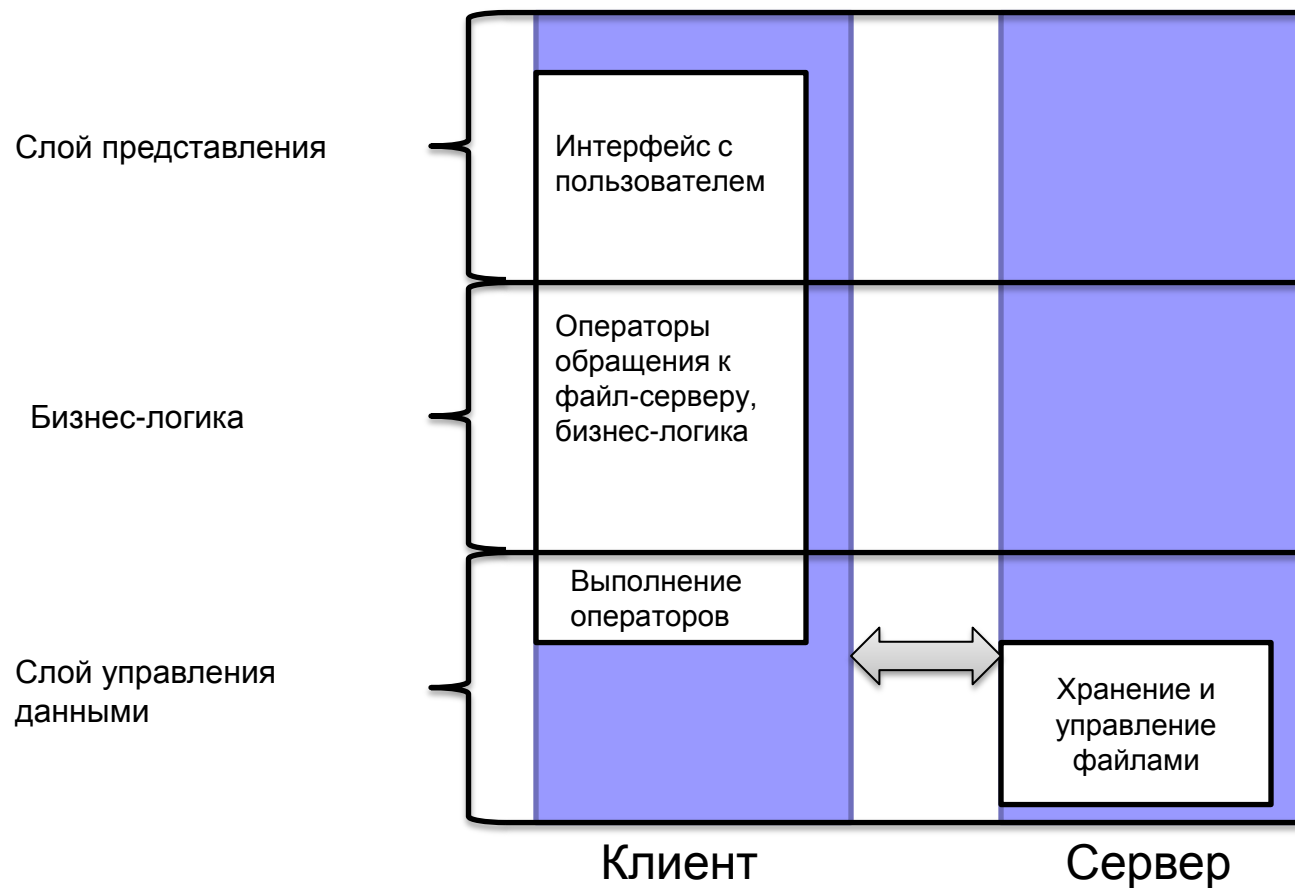 Слой представления
Интерфейс с
пользователем
Бизнес-логика
Операторы
обращения к
файл-серверу,
бизнес-логика
Слой управления
данными
Выполнение
операторов
Хранение и
управление
файлами
Клиент
Сервер